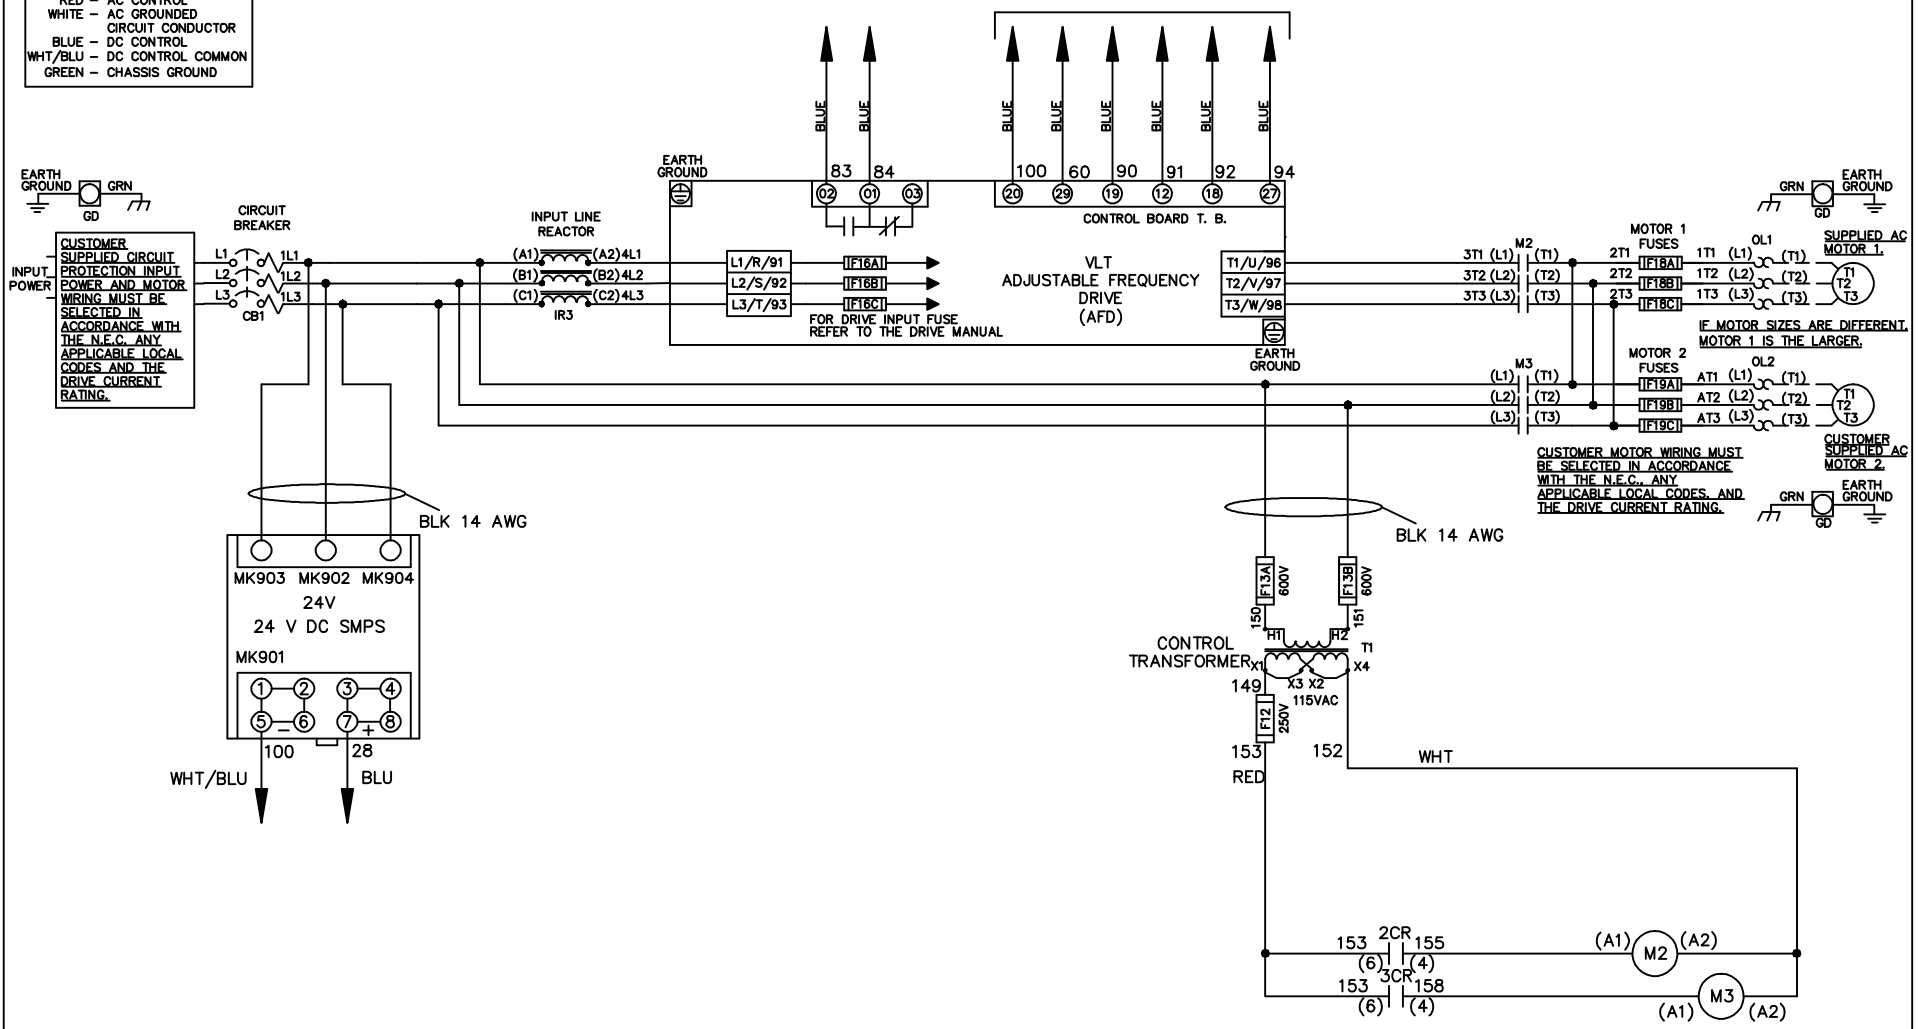 RED - AC CONTROL
WHITE - AC GROUNDED
CIRCUIT CONDUCTOR
BLUE - DC CONTROL
WHT/BLU - DC CONTROL COMMON
GREEN - CHASSIS GROUND
BLUE
BLUE
BLUE
BLUE
BLUE
BLUE
BLUE
BLUE
83 84
100 60 90 91 92 94
02 01 03
20 29 19 12 18 27
CONTROL BOARD T. B.
EARTH
GROUND
GRN
GD
EARTH
GROUND
CIRCUIT
BREAKER
INPUT LINE
REACTOR
INPUT
POWER
CUSTOMER
SUPPLIED CIRCUIT
PROTECTION INPUT
POWER AND MOTOR
WIRING MUST BE
SELECTED IN
ACCORDANCE WITH
THE N.E.C. ANY
APPLICABLE LOCAL
CODES AND THE
DRIVE CURRENT
RATING.
L1 1L1
L2 1L2
L3 1L3
CB1
(A1) (A2) 4L1
(B1) (B2) 4L2
(C1) (C2) 4L3
IR3
L1/R/91 F16A
L2/S/92 F16B
L3/T/93 F16C
FOR DRIVE INPUT FUSE
REFER TO THE DRIVE MANUAL
VLT
ADJUSTABLE FREQUENCY
DRIVE
(AFD)
T1/U/96
T2/V/97
T3/W/98
EARTH
GROUND
M2
3T1 (L1) (T1)
3T2 (L2) (T2)
3T3 (L3) (T3)
MOTOR 1
FUSES
2T1 F18A 1T1
2T2 F18B 1T2
2T3 F18C 1T3
OL1
(L1) (T1)
(L2) (T2)
(L3) (T3)
GRN
EARTH
GROUND
GD
SUPPLIED AC
MOTOR 1.
T1
T2
T3
IF MOTOR SIZES ARE DIFFERENT,
MOTOR 1 IS THE LARGER.
M3
(L1) (T1)
(L2) (T2)
(L3) (T3)
MOTOR 2
FUSES
F19A AT1
F19B AT2
F19C AT3
OL2
(L1) (T1)
(L2) (T2)
(L3) (T3)
T1
T2
T3
CUSTOMER
SUPPLIED AC
MOTOR 2.
CUSTOMER MOTOR WIRING MUST
BE SELECTED IN ACCORDANCE
WITH THE N.E.C., ANY
APPLICABLE LOCAL CODES, AND
THE DRIVE CURRENT RATING.
GRN
EARTH
GROUND
GD
BLK 14 AWG
BLK 14 AWG
MK903 MK902 MK904
24V
24 V DC SMPS
MK901
1 2 3 4
5 6 7 8
- +
100 28
WHT/BLU BLU
F13A 600V
F13B 600V
150 151
H1 H2
T1
CONTROL
TRANSFORMER
X1 X3 X2 X4
115VAC
149
F12 250V
153
RED
152
WHT
2CR
153 155
(6) (4)
(A1) M2 (A2)
3CR
153 158
(6) (4)
(A1) M3 (A2)